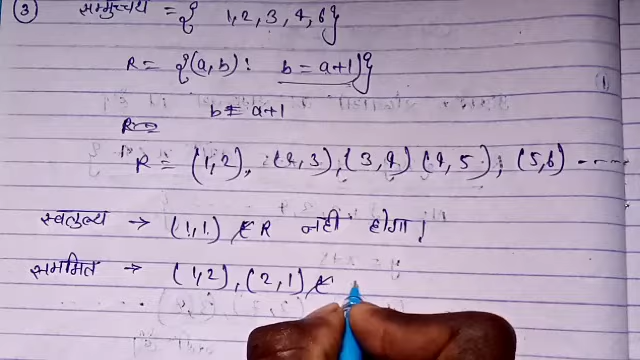 ③ समुच्चय = { 1,2,3,4,6}
R = {(a,b): b = a+1}
b = a+1
R = (1,2), (2,3), (3,4) (4,5), (5,6) ----
स्वतुल्य → (1,1) ∉ R नही होगा!
सममित → (1,2), (2,1) ∉